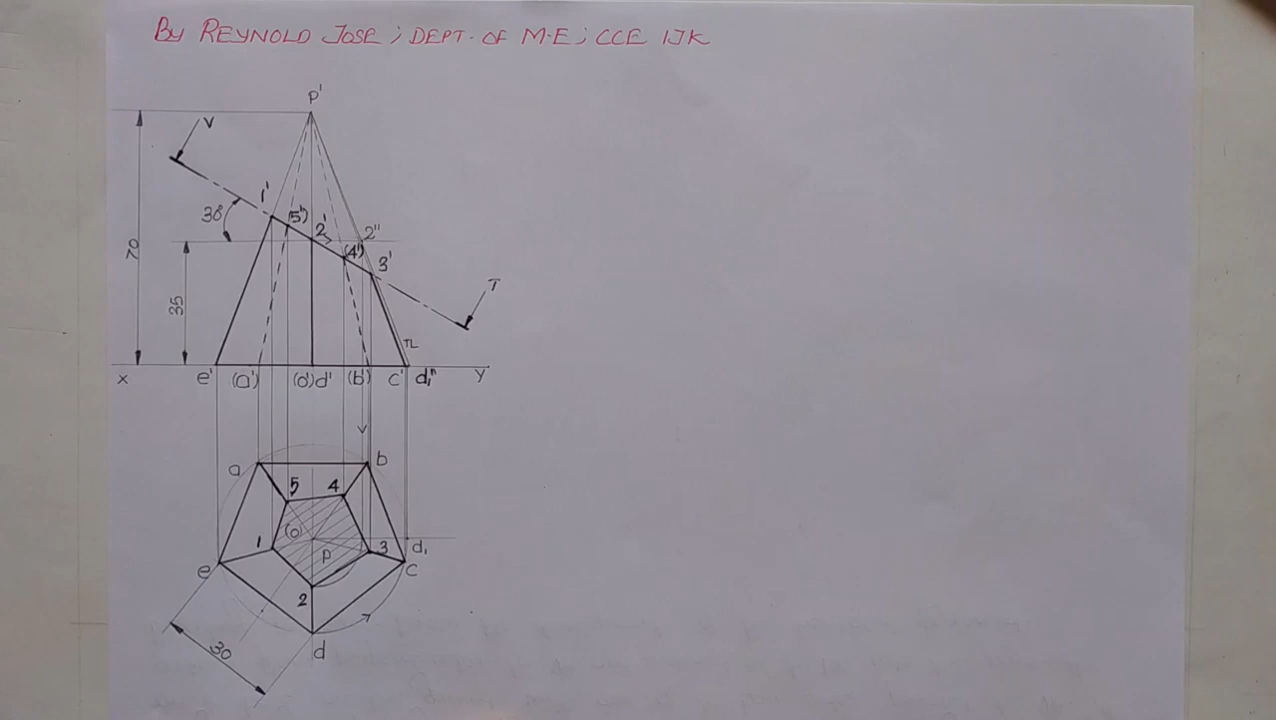 By REYNOLD JOSE ; DEPT. OF M.E ; CCE IJK
p'
V
1'
30°
(5')
2'
2"
(4')
3'
70
35
T
x
e'
(a')
(o')d'
(b')
c'
d₁"
y
a
b
5
4
1
(o)
p
3
d₁
e
c
2
30
d